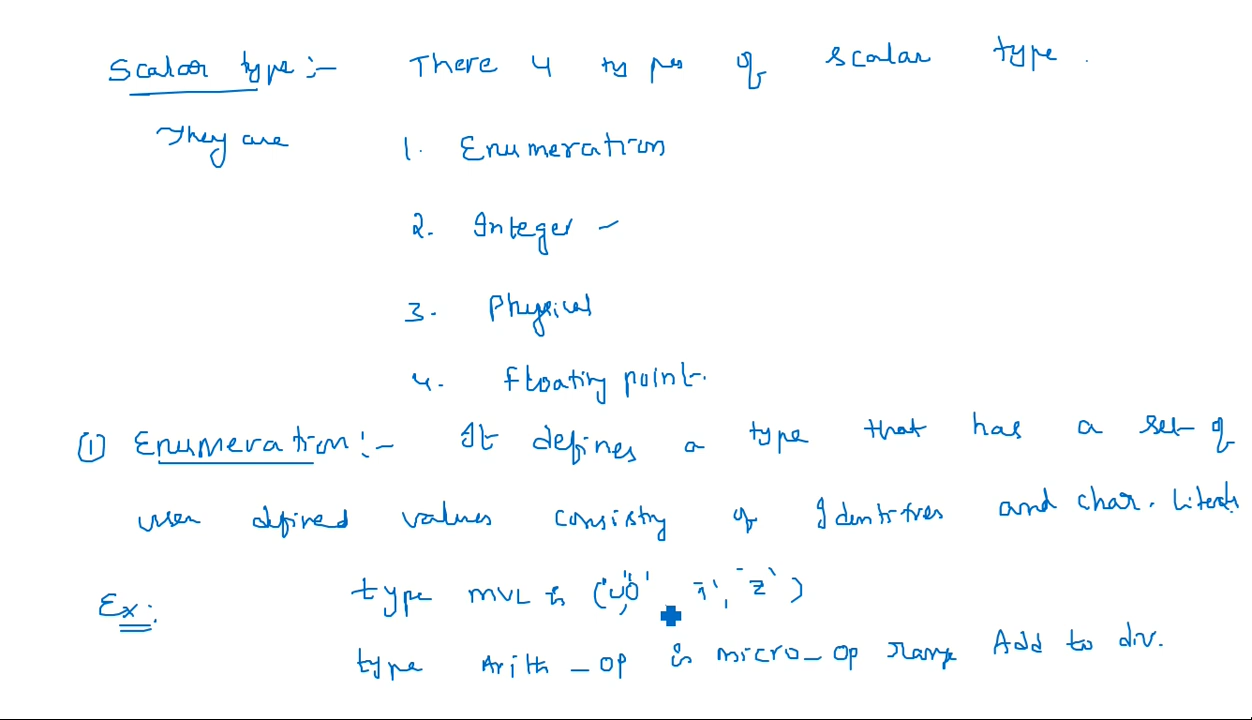 Scalar type :- There 4 types of scalar type.
They are 1. Enumeration
2. Integer -
3. Physical
4. Floating point.
① Enumeration :- It defines a type that has a set of
user defined values consisting of Identifiers and char. Literals
Ex: type MVL is ('U', '0', '1', 'Z')
type Arith_op is micro_op range Add to div.